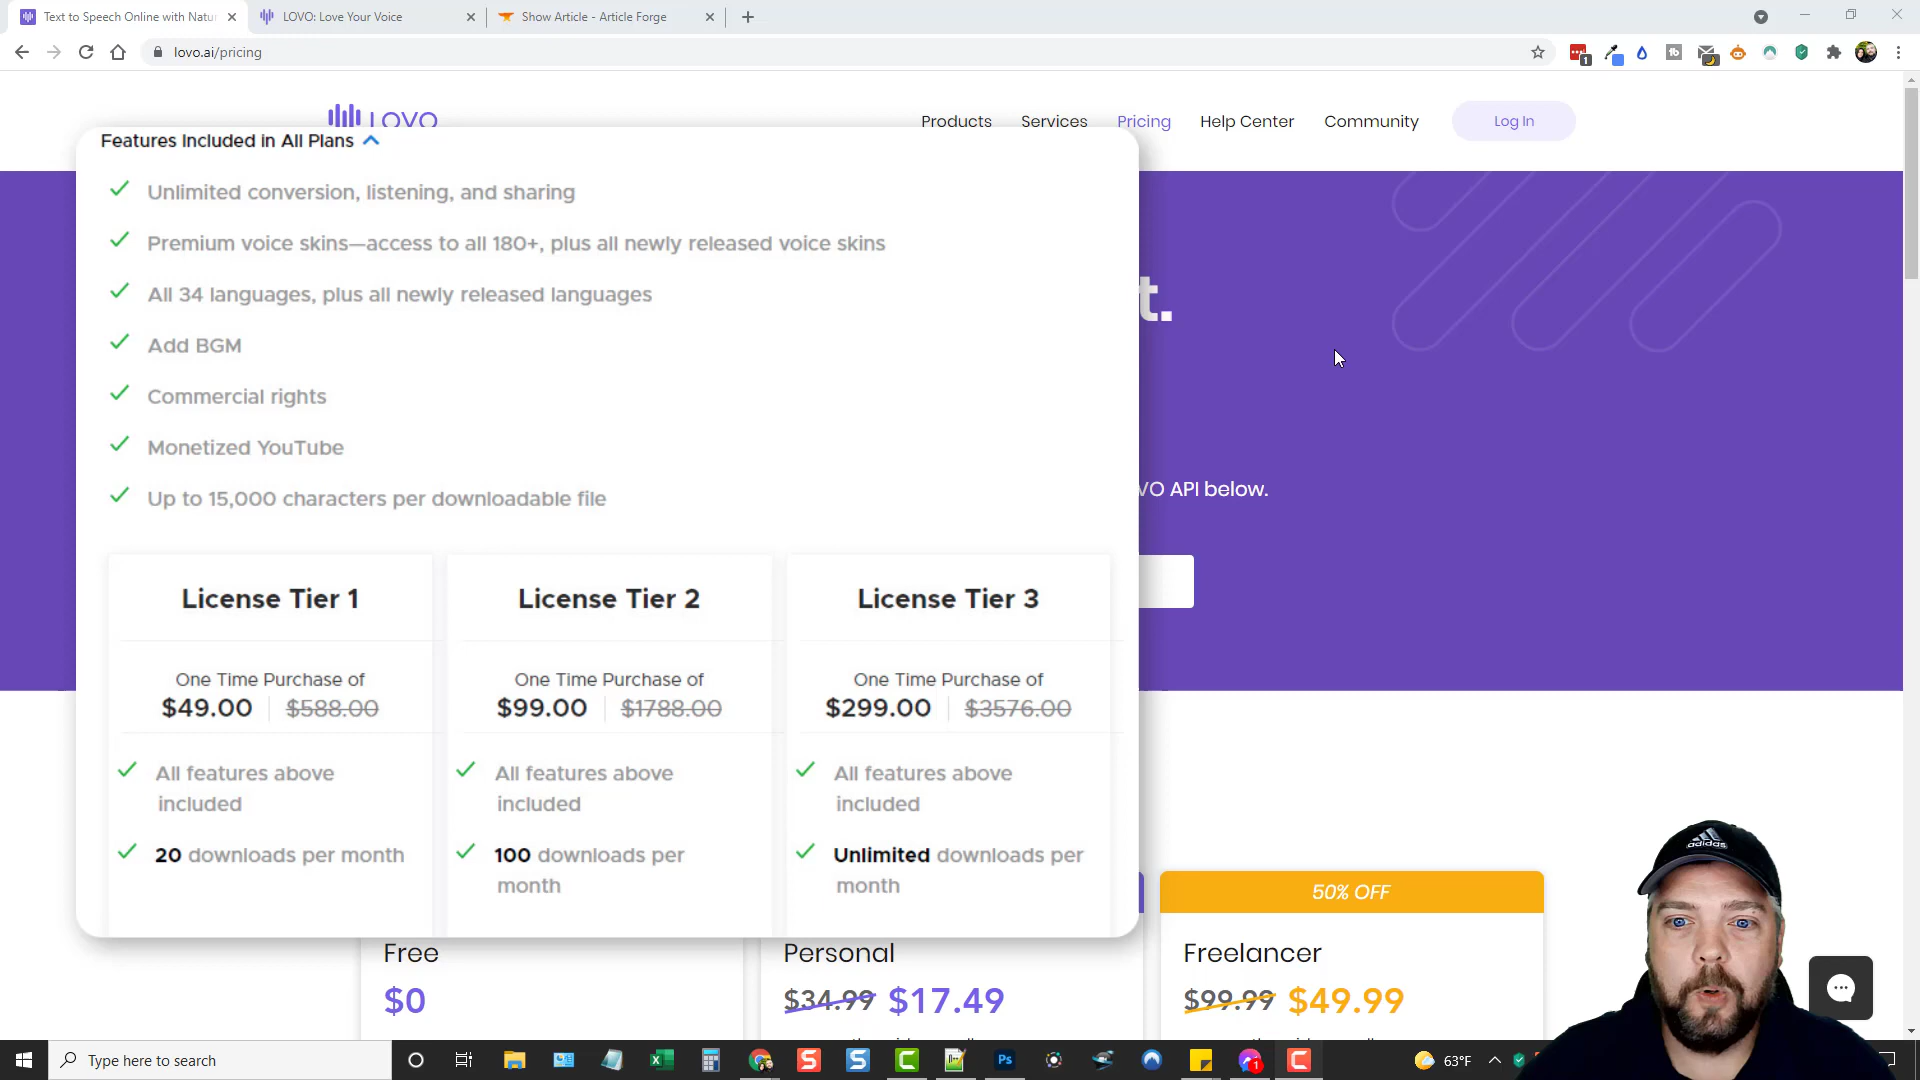 Text to Speech Online with Natur
LOVO: Love Your Voice
Show Article - Article Forge
lovo.ai/pricing
LOVO
Products
Services
Pricing
Help Center
Community
Log In
Features Included in All Plans
Unlimited conversion, listening, and sharing
Premium voice skins—access to all 180+, plus all newly released voice skins
All 34 languages, plus all newly released languages
t.
Add BGM
Commercial rights
Monetized YouTube
Up to 15,000 characters per downloadable file
VO API below.
License Tier 1
One Time Purchase of
$49.00 $588.00
All features above
included
20 downloads per month
License Tier 2
One Time Purchase of
$99.00 $1788.00
All features above
included
100 downloads per
month
License Tier 3
One Time Purchase of
$299.00 $3576.00
All features above
included
Unlimited downloads per
month
50% OFF
Free
$0
Personal
$34.99 $17.49
Freelancer
$99.99 $49.99
adidas
Type here to search
63°F